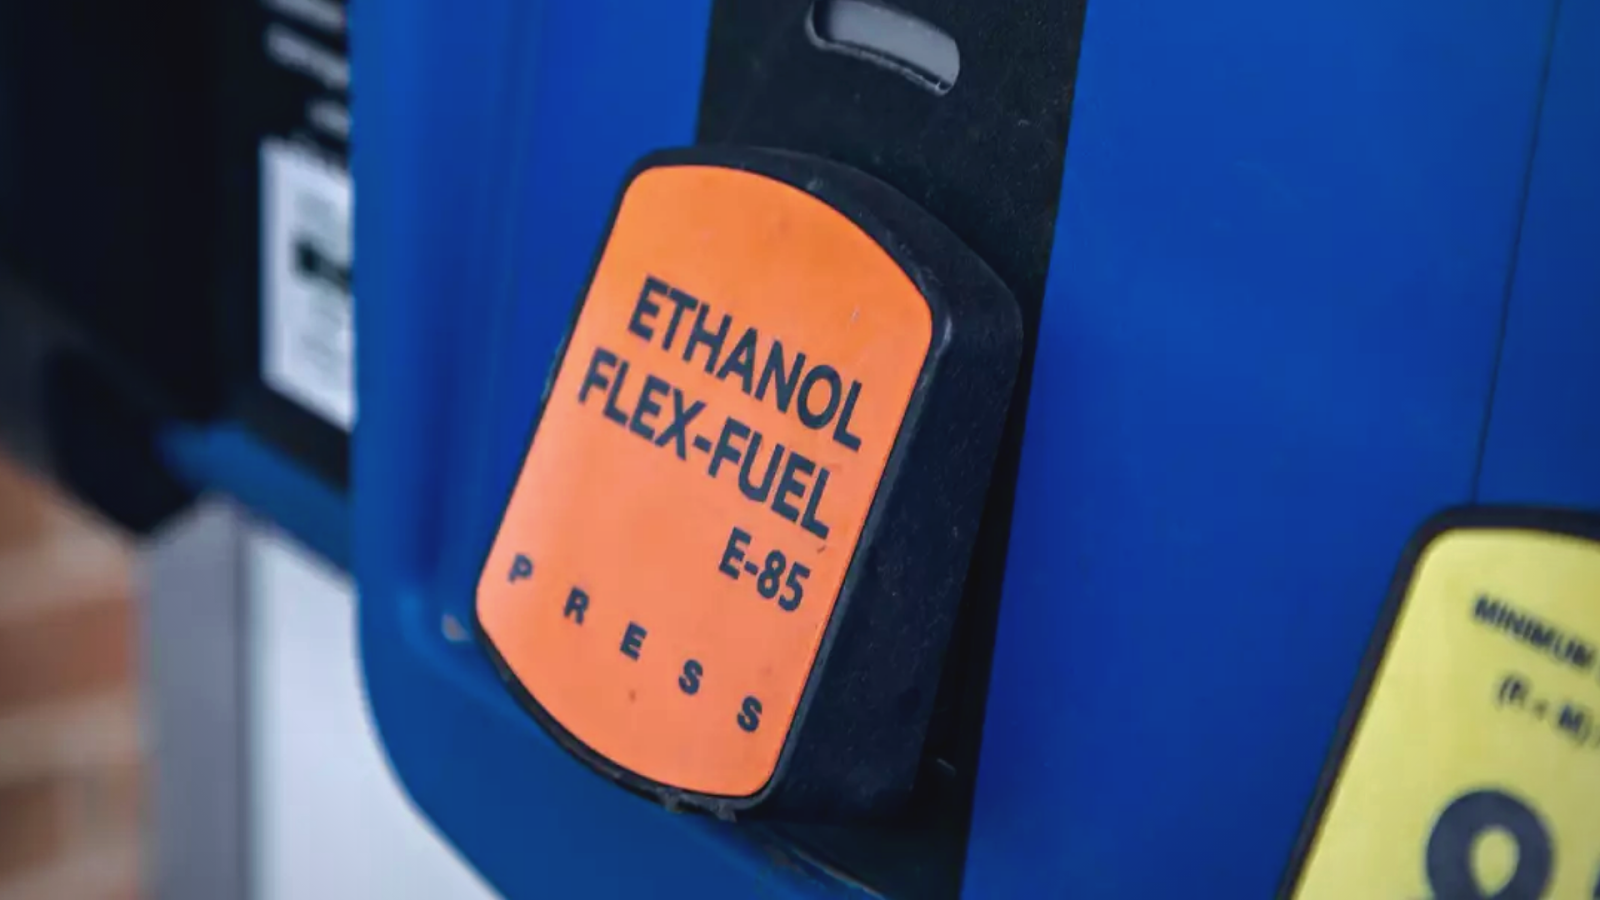 ETHANOL
FLEX-FUEL
E-85
PRESS
MINIMUM